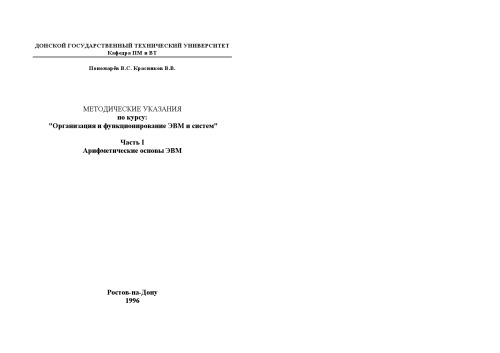 ДОНСКОЙ ГОСУДАРСТВЕННЫЙ ТЕХНИЧЕСКИЙ УНИВЕРСИТЕТ
Кафедра ПМ и ВТ
Пономарёв В.С. Красников В.В.
МЕТОДИЧЕСКИЕ УКАЗАНИЯ
по курсу:
"Организация и функционирование ЭВМ и систем"
Часть I
Арифметические основы ЭВМ
Ростов-на-Дону
1996